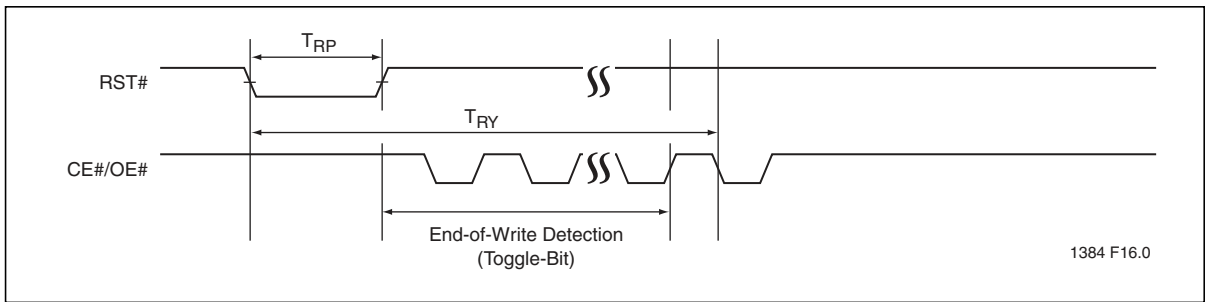 TRP
RST#
TRY
CE#/OE#
End-of-Write Detection
(Toggle-Bit)
1384 F16.0